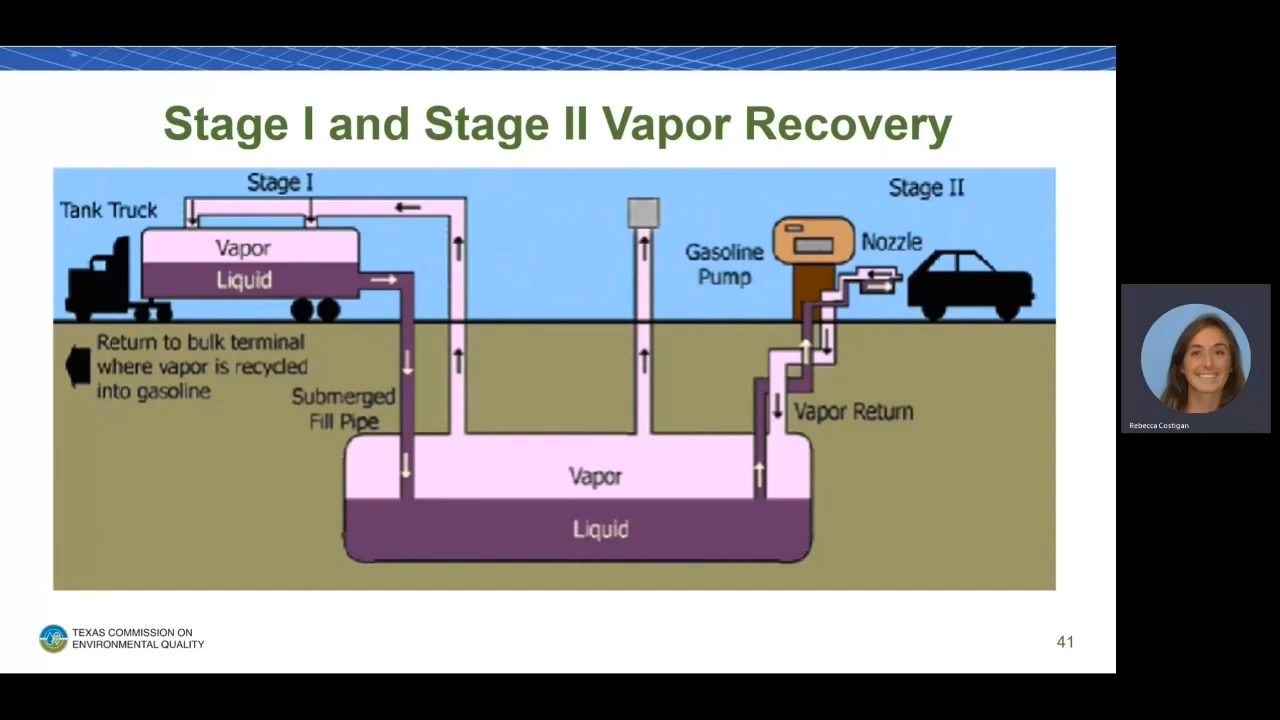 Stage I and Stage II Vapor Recovery
Stage I
Stage II
Tank Truck
Vapor
Liquid
Gasoline
Pump
Nozzle
Return to bulk terminal
where vapor is recycled
into gasoline
Submerged
Fill Pipe
Vapor Return
Vapor
Liquid
TEXAS COMMISSION ON
ENVIRONMENTAL QUALITY
41
Rebecca Costigan